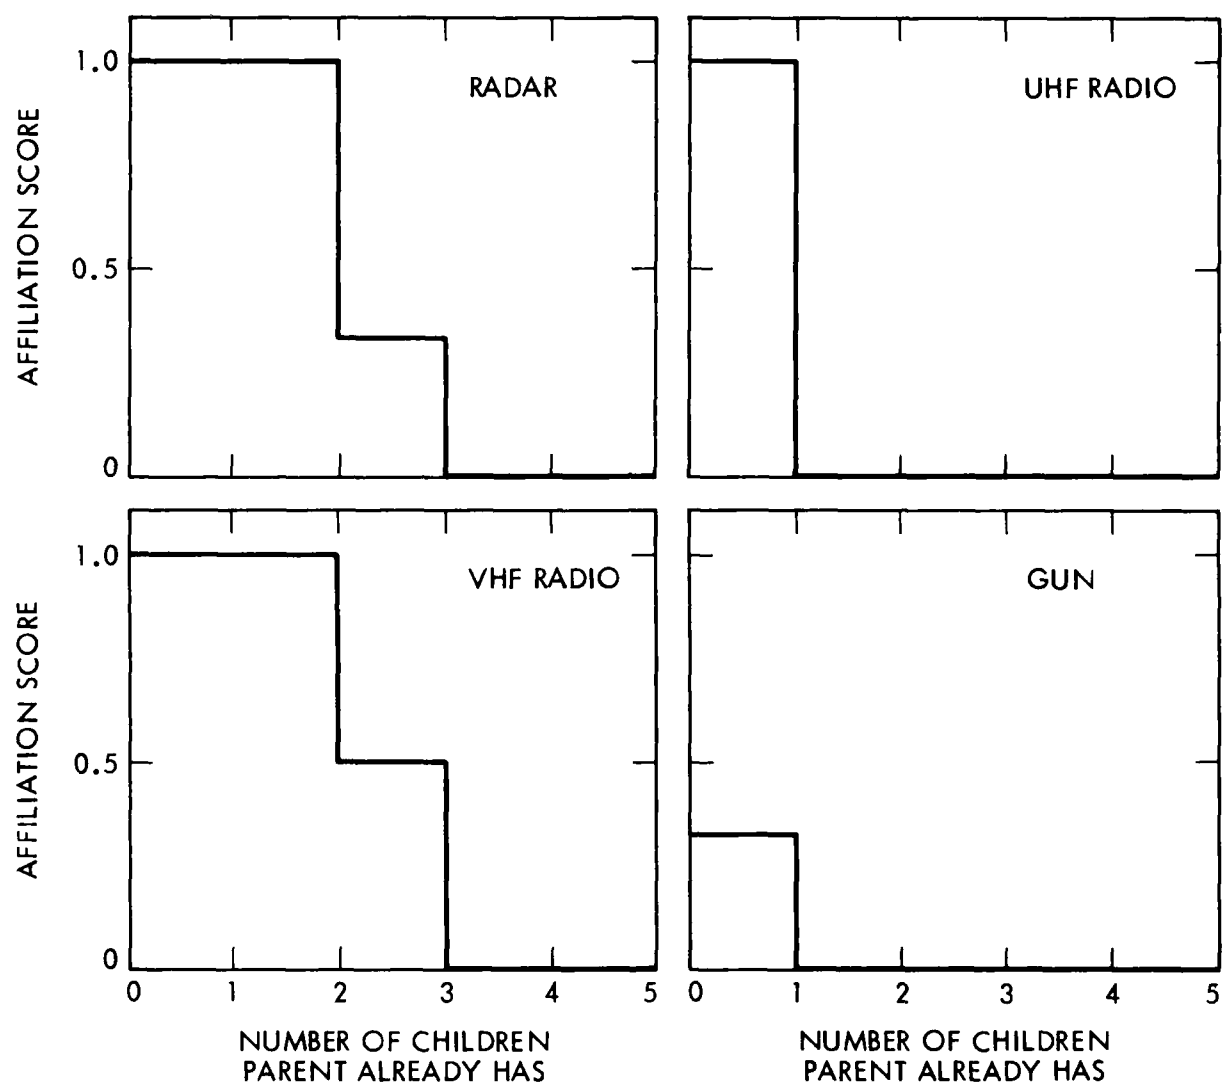 AFFILIATION SCORE
1.0
0.5
0
RADAR
UHF RADIO
AFFILIATION SCORE
1.0
0.5
0
VHF RADIO
GUN
0 1 2 3 4 5
0 1 2 3 4 5
NUMBER OF CHILDREN
PARENT ALREADY HAS
NUMBER OF CHILDREN
PARENT ALREADY HAS